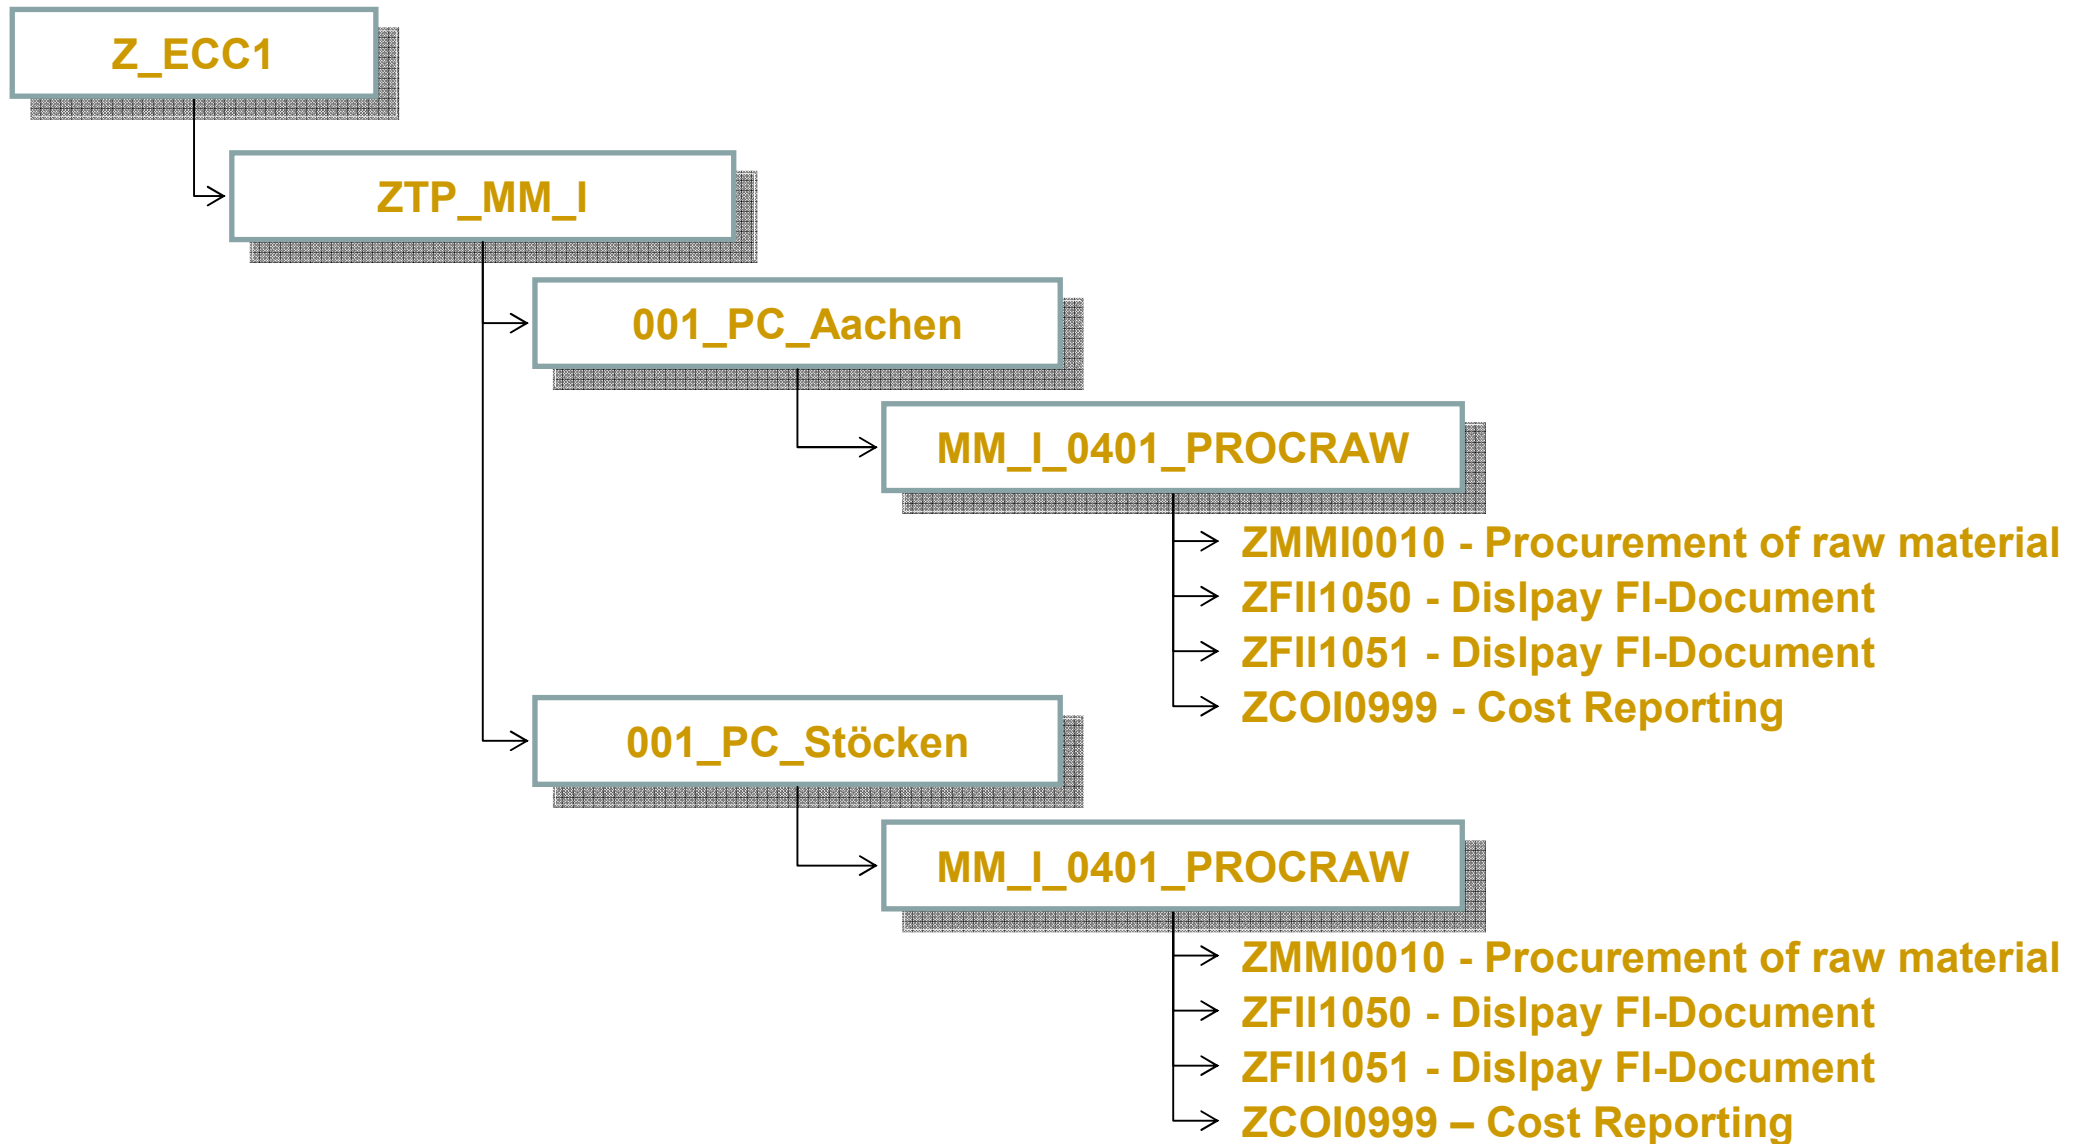 Z_ECC1
ZTP_MM_I
001_PC_Aachen
MM_I_0401_PROCRAW
ZMMI0010 - Procurement of raw material
ZFII1050 - Dislpay FI-Document
ZFII1051 - Dislpay FI-Document
ZCOI0999 - Cost Reporting
001_PC_Stöcken
MM_I_0401_PROCRAW
ZMMI0010 - Procurement of raw material
ZFII1050 - Dislpay FI-Document
ZFII1051 - Dislpay FI-Document
ZCOI0999 – Cost Reporting